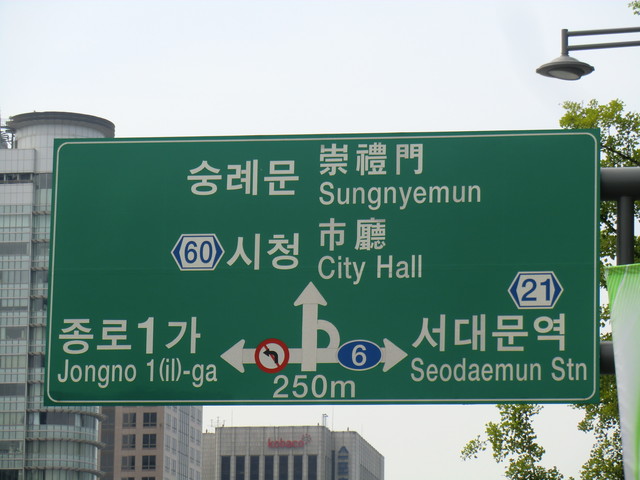 숭례문 崇禮門
Sungnyemun
60 시청 市廳
City Hall
21
종로1가
Jongno 1(il)-ga
6
서대문역
Seodaemun Stn
250m